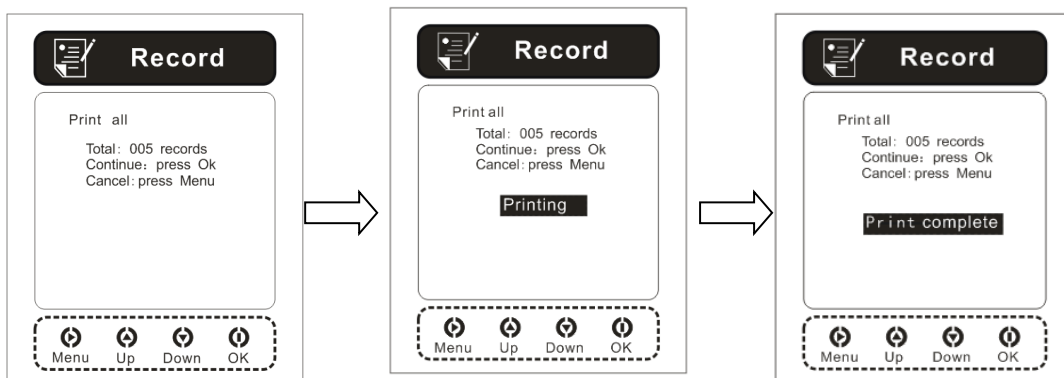 Record
Print all
Total: 005 records
Continue: press Ok
Cancel: press Menu
Menu Up Down OK
Record
Print all
Total: 005 records
Continue: press Ok
Cancel: press Menu
Printing
Menu Up Down OK
Record
Print all
Total: 005 records
Continue: press Ok
Cancel: press Menu
Print complete
Menu Up Down OK